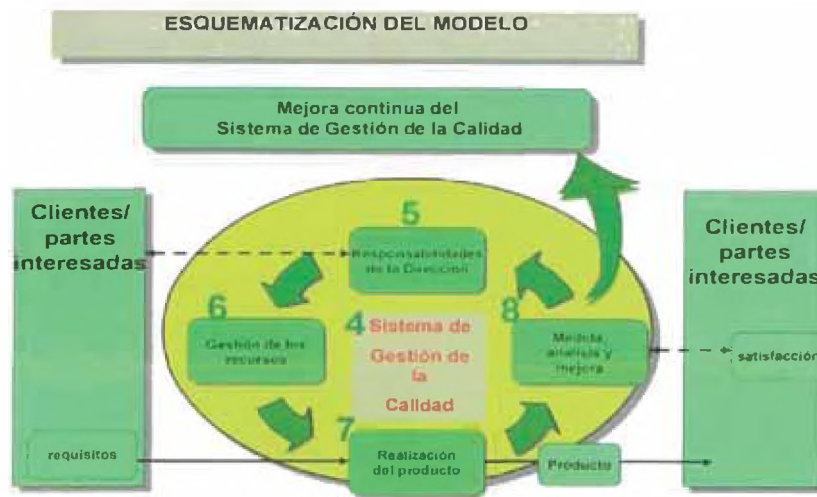 ESQUEMATIZACIÓN DEL MODELO
Mejora continua del
Sistema de Gestión de la Calidad
Clientes/
partes
interesadas
requisitos
5
Responsabilidades
de la Dirección
6
Gestión de los
recursos
4
Sistema de
Gestión de
la
Calidad
8
Medida,
análisis y
mejora
7
Realización
del producto
Producto
Clientes/
partes
interesadas
satisfacción